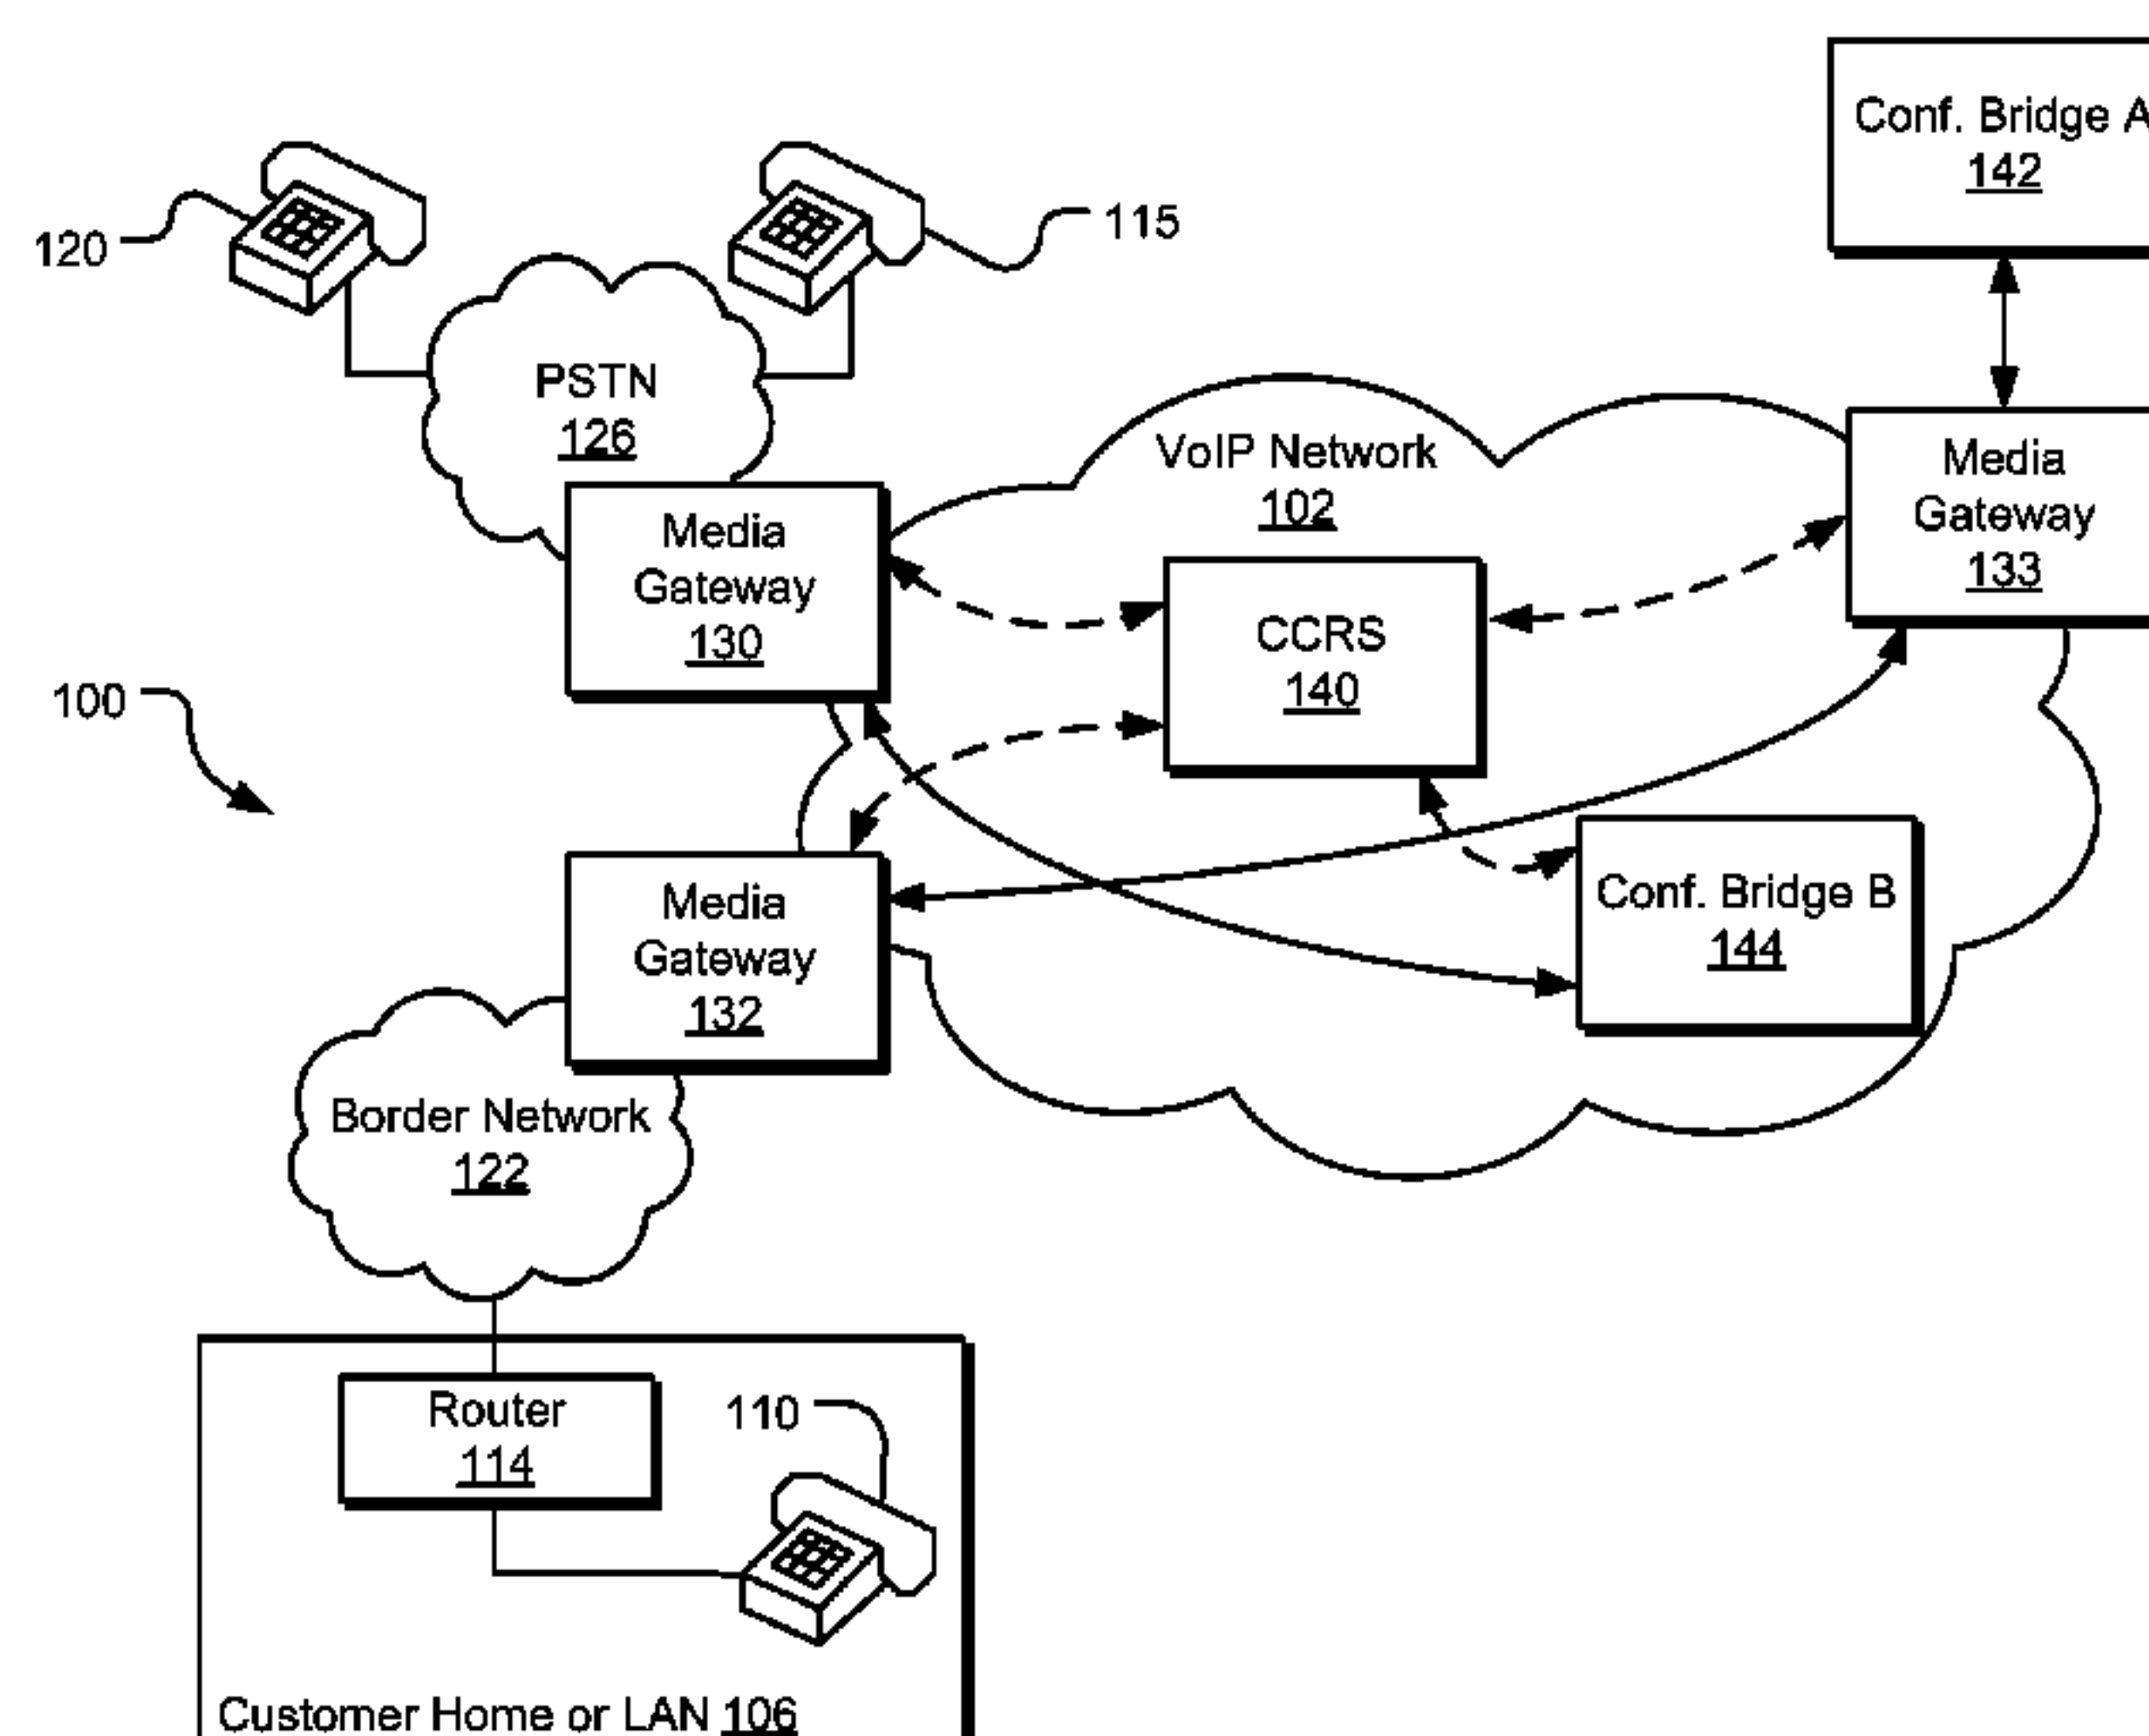 Conf. Bridge A
142
120
115
PSTN
126
VoIP Network
102
Media
Gateway
133
Media
Gateway
130
CCRS
140
100
Media
Gateway
132
Conf. Bridge B
144
Border Network
122
Router
114
110
Customer Home or LAN 106